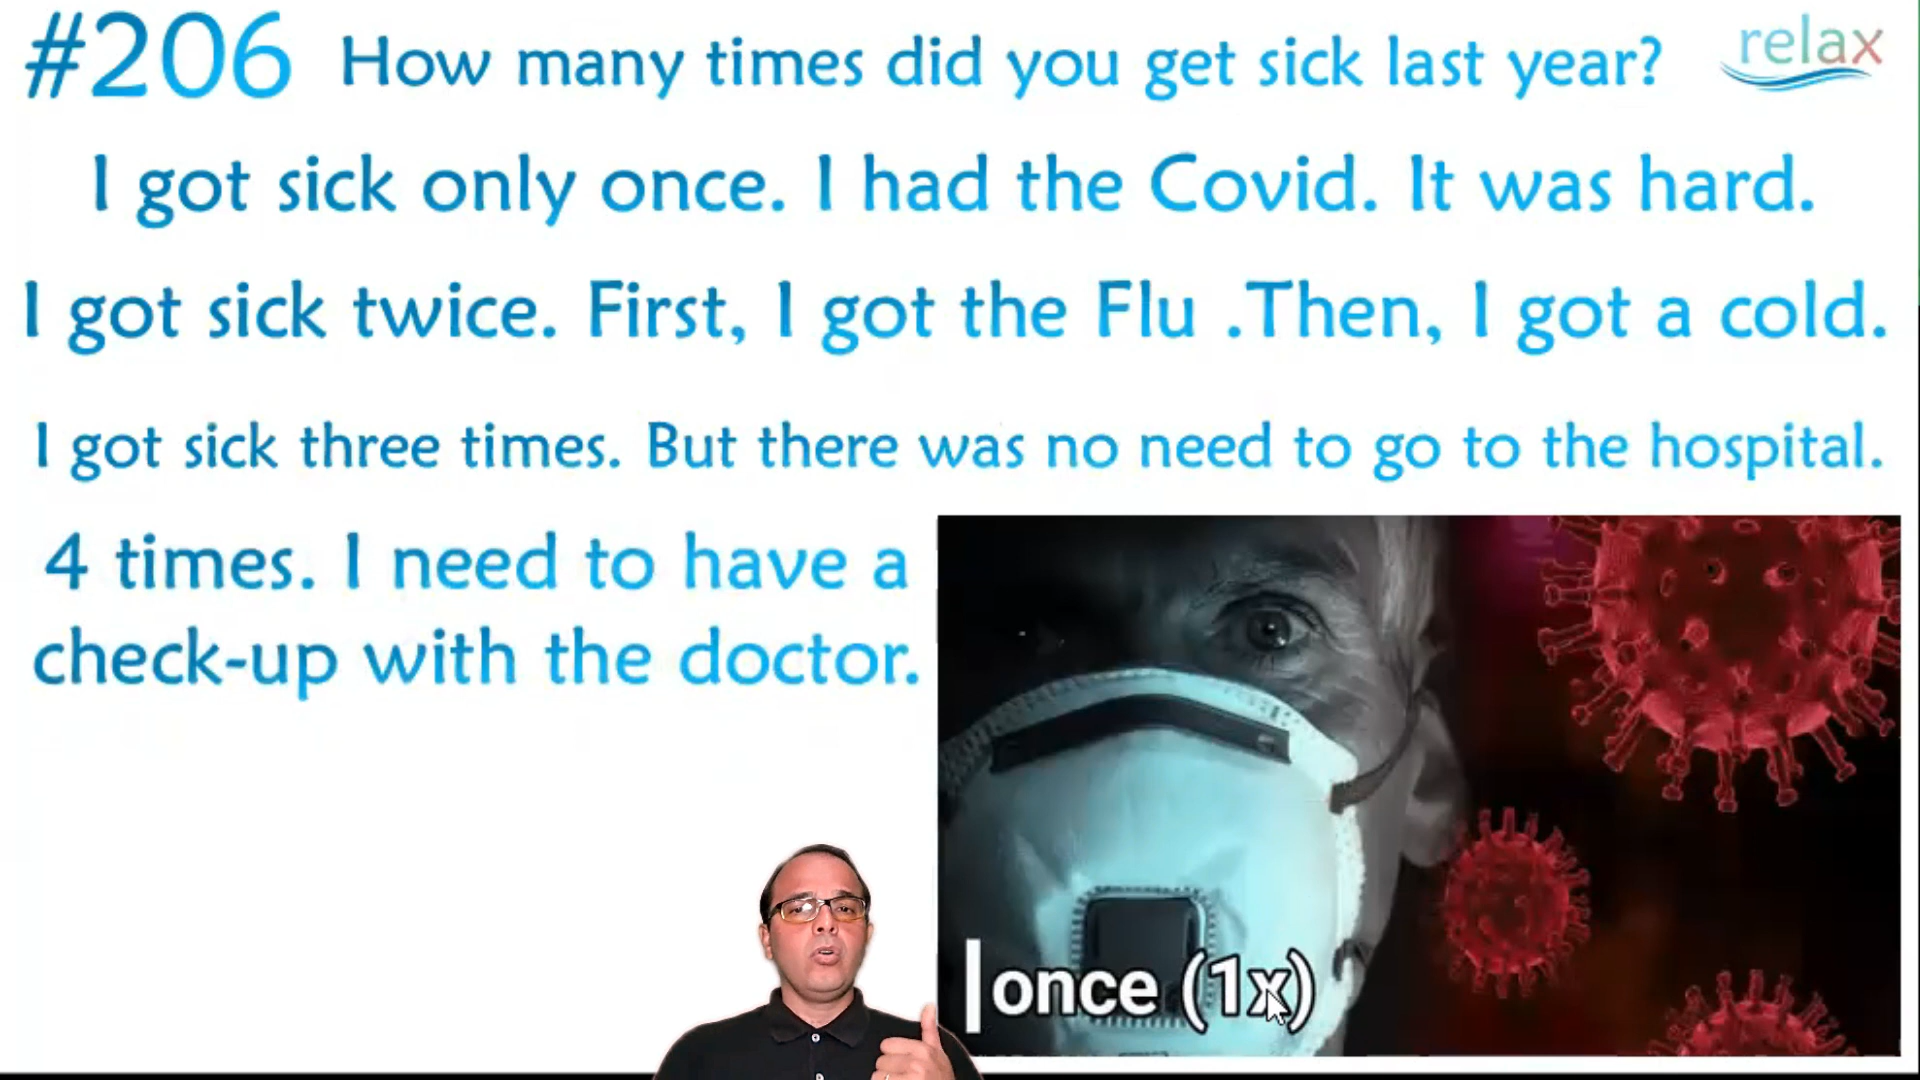 #206 How many times did you get sick last year? relax
I got sick only once. I had the Covid. It was hard.
I got sick twice. First, I got the Flu .Then, I got a cold.
I got sick three times. But there was no need to go to the hospital.
4 times. I need to have a
check-up with the doctor.
once (1x)